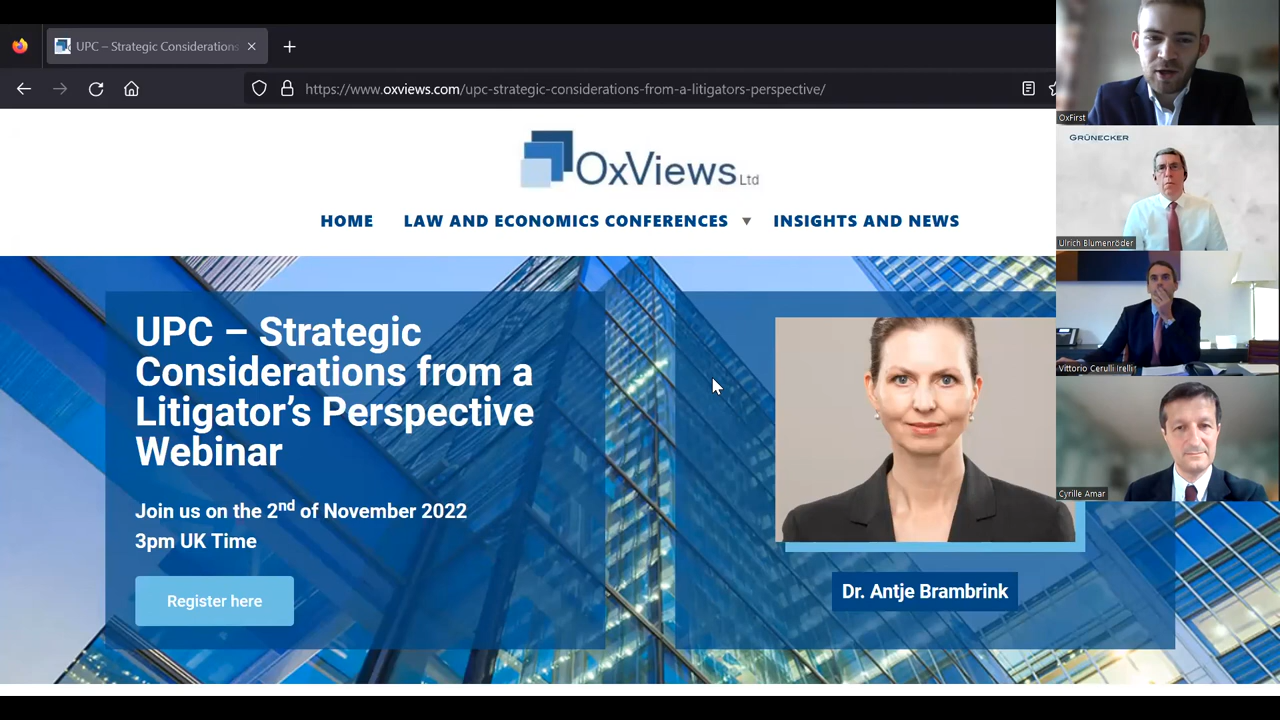 UPC – Strategic Considerations
https://www.oxviews.com/upc-strategic-considerations-from-a-litigators-perspective/
OxViews Ltd
HOME
LAW AND ECONOMICS CONFERENCES
INSIGHTS AND NEWS
UPC – Strategic
Considerations from a
Litigator's Perspective
Webinar
Join us on the 2nd of November 2022
3pm UK Time
Register here
Dr. Antje Brambrink
OxFirst
GRÜNECKER
Ulrich Blumenröder
Vittorio Cerulli Irelli
Cyrille Amar